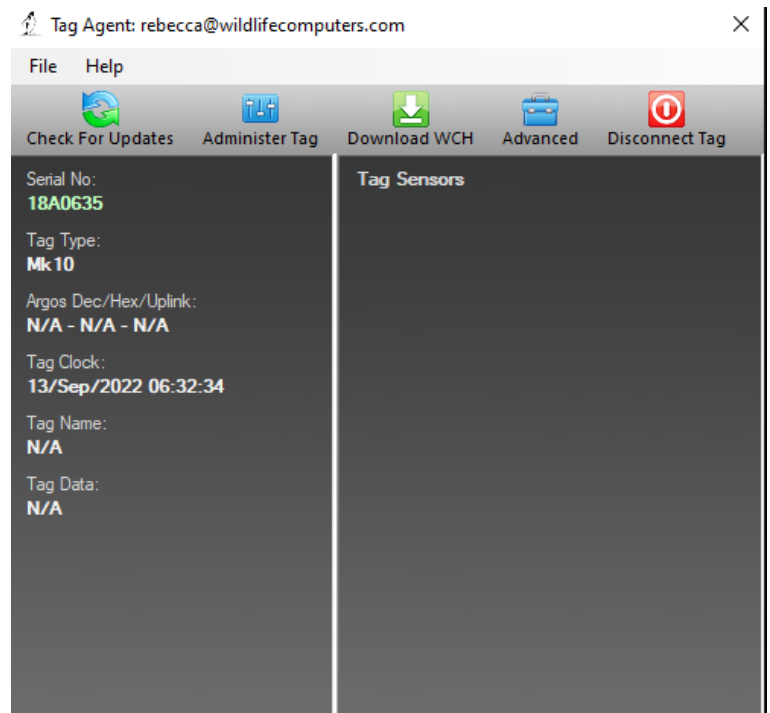 Tag Agent: rebecca@wildlifecomputers.com
File Help
Check For Updates Administer Tag Download WCH Advanced Disconnect Tag
Serial No:
18A0635
Tag Type:
Mk10
Argos Dec/Hex/Uplink:
N/A - N/A - N/A
Tag Clock:
13/Sep/2022 06:32:34
Tag Name:
N/A
Tag Data:
N/A
Tag Sensors